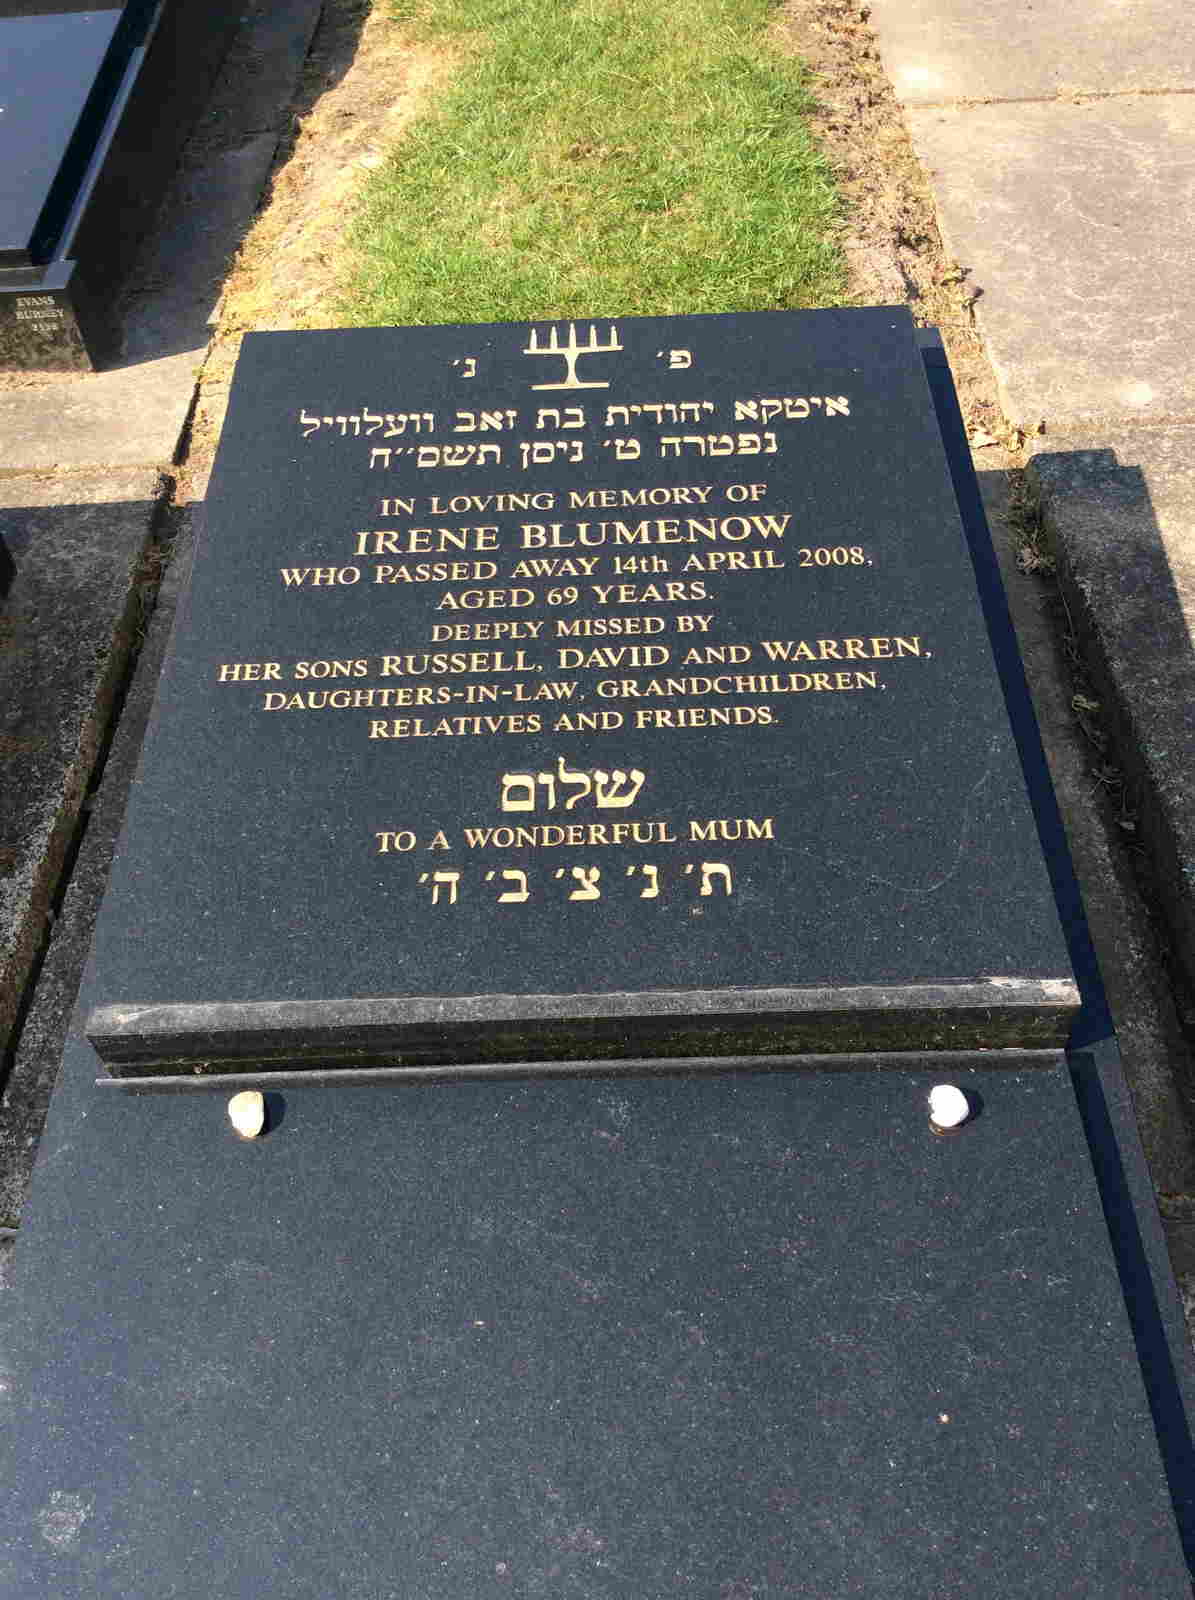 פ׳ נ׳
איטקא יהודית בת זאב וועלוויל
נפטרה ט׳ ניסן תשס׳׳ח
IN LOVING MEMORY OF
IRENE BLUMENOW
WHO PASSED AWAY 14th APRIL 2008,
AGED 69 YEARS.
DEEPLY MISSED BY
HER SONS RUSSELL, DAVID AND WARREN,
DAUGHTERS-IN-LAW, GRANDCHILDREN,
RELATIVES AND FRIENDS.
שלום
TO A WONDERFUL MUM
ת׳ נ׳ צ׳ ב׳ ה׳
EVANS
BURNEY